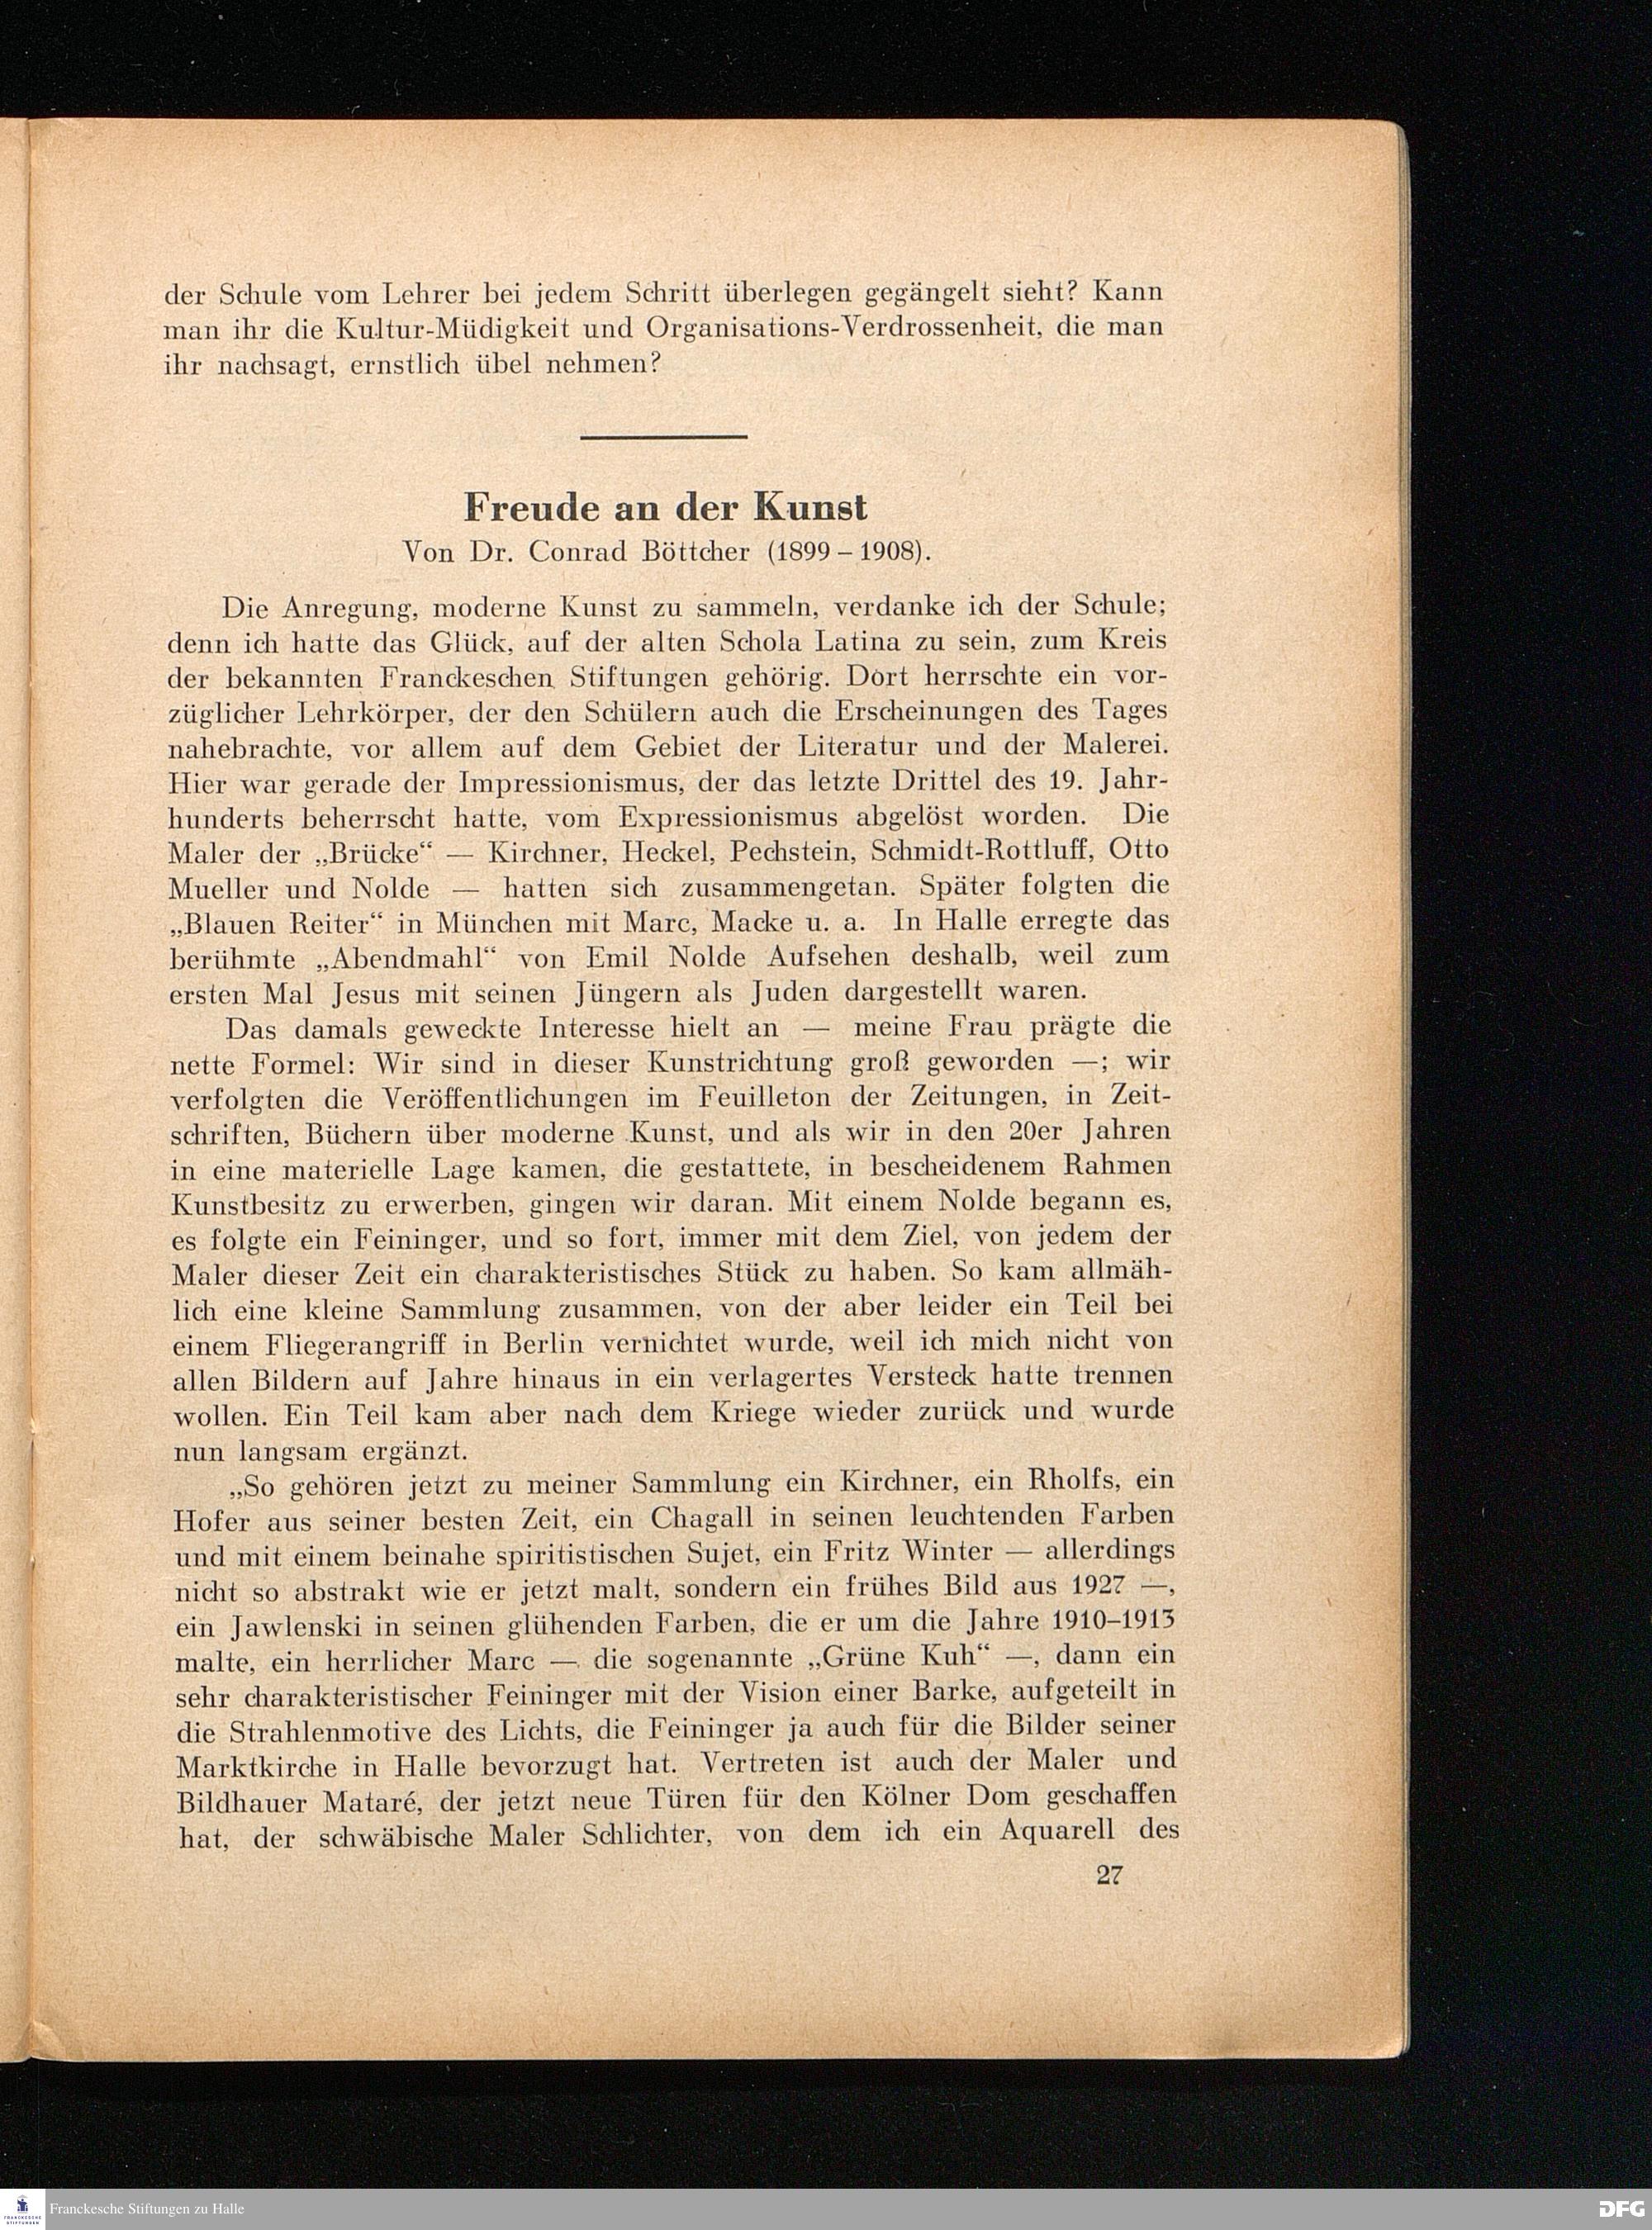 der Schule vom Lehrer bei jedem Schritt überlegen gegängelt sieht? Kann
man ihr die Kultur-Müdigkeit und Organisations-Verdrossenheit, die man
ihr nachsagt, ernstlich übel nehmen?
Freude an der Kunst
Von Dr. Conrad Böttcher (1899–1908).
Die Anregung, moderne Kunst zu sammeln, verdanke ich der Schule;
denn ich hatte das Glück, auf der alten Schola Latina zu sein, zum Kreis
der bekannten Franckeschen Stiftungen gehörig. Dort herrschte ein vor-
züglicher Lehrkörper, der den Schülern auch die Erscheinungen des Tages
nahebrachte, vor allem auf dem Gebiet der Literatur und der Malerei.
Hier war gerade der Impressionismus, der das letzte Drittel des 19. Jahr-
hunderts beherrscht hatte, vom Expressionismus abgelöst worden. Die
Maler der „Brücke“ — Kirchner, Heckel, Pechstein, Schmidt-Rottluff, Otto
Mueller und Nolde — hatten sich zusammengetan. Später folgten die
„Blauen Reiter“ in München mit Marc, Macke u. a. In Halle erregte das
berühmte „Abendmahl“ von Emil Nolde Aufsehen deshalb, weil zum
ersten Mal Jesus mit seinen Jüngern als Juden dargestellt waren.
Das damals geweckte Interesse hielt an — meine Frau prägte die
nette Formel: Wir sind in dieser Kunstrichtung groß geworden —; wir
verfolgten die Veröffentlichungen im Feuilleton der Zeitungen, in Zeit-
schriften, Büchern über moderne Kunst, und als wir in den 20er Jahren
in eine materielle Lage kamen, die gestattete, in bescheidenem Rahmen
Kunstbesitz zu erwerben, gingen wir daran. Mit einem Nolde begann es,
es folgte ein Feininger, und so fort, immer mit dem Ziel, von jedem der
Maler dieser Zeit ein charakteristisches Stück zu haben. So kam allmäh-
lich eine kleine Sammlung zusammen, von der aber leider ein Teil bei
einem Fliegerangriff in Berlin vernichtet wurde, weil ich mich nicht von
allen Bildern auf Jahre hinaus in ein verlagertes Versteck hatte trennen
wollen. Ein Teil kam aber nach dem Kriege wieder zurück und wurde
nun langsam ergänzt.
„So gehören jetzt zu meiner Sammlung ein Kirchner, ein Rholfs, ein
Hofer aus seiner besten Zeit, ein Chagall in seinen leuchtenden Farben
und mit einem beinahe spiritistischen Sujet, ein Fritz Winter — allerdings
nicht so abstrakt wie er jetzt malt, sondern ein frühes Bild aus 1927 —,
ein Jawlenski in seinen glühenden Farben, die er um die Jahre 1910–1913
malte, ein herrlicher Marc — die sogenannte „Grüne Kuh“ —, dann ein
sehr charakteristischer Feininger mit der Vision einer Barke, aufgeteilt in
die Strahlenmotive des Lichts, die Feininger ja auch für die Bilder seiner
Marktkirche in Halle bevorzugt hat. Vertreten ist auch der Maler und
Bildhauer Mataré, der jetzt neue Türen für den Kölner Dom geschaffen
hat, der schwäbische Maler Schlichter, von dem ich ein Aquarell des
27
FRANCKESCHE
STIFTUNGEN
Franckesche Stiftungen zu Halle
DFG